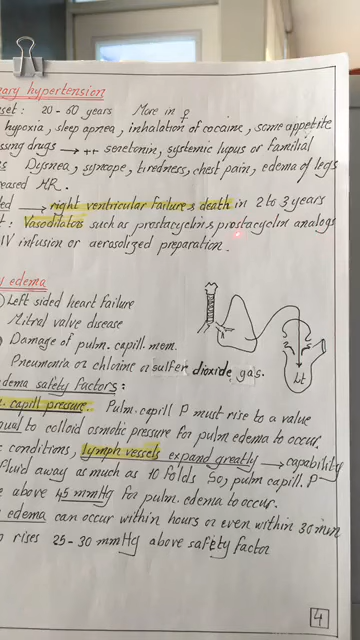 ary hypertension
set: 20-60 years More in ♀
hypoxia, sleep apnea, inhalation of cocaine, some appetite
ssing drugs → ++ serotonin, systemic lupus or familial
s Dysnea, syncope, tiredness, chest pain, edema of legs
reased HR.
ed → right ventricular failure & death in 2 to 3 years
t: Vasodilators such as prostacyclins, prostacyclin analogs
IV infusion or aerosolized preparation.
y edema
Left sided heart failure
Mitral valve disease
Damage of pulm. capill. mem.
Pneumonia or chlorine or sulfer dioxide gas.
dema safety factors:
. capill pressure. Pulm. capill P must rise to a value
qual to colloid osmotic pressure for pulm edema to occur.
c conditions, lymph vessels expand greatly → capability
fluid away as much as 10 folds So, pulm capill. P
e above 45 mmHg for pulm. edema to occur.
edema can occur within hours or even within 30 min
rises 25-30 mmHg above safety factor
Lt
4